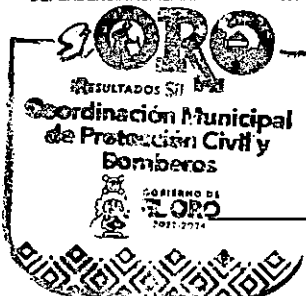 El ORO
RESULTADOS Sí!
Coordinación Municipal
de Protección Civil y
Bomberos
GOBIERNO DE
EL ORO
2022-2024